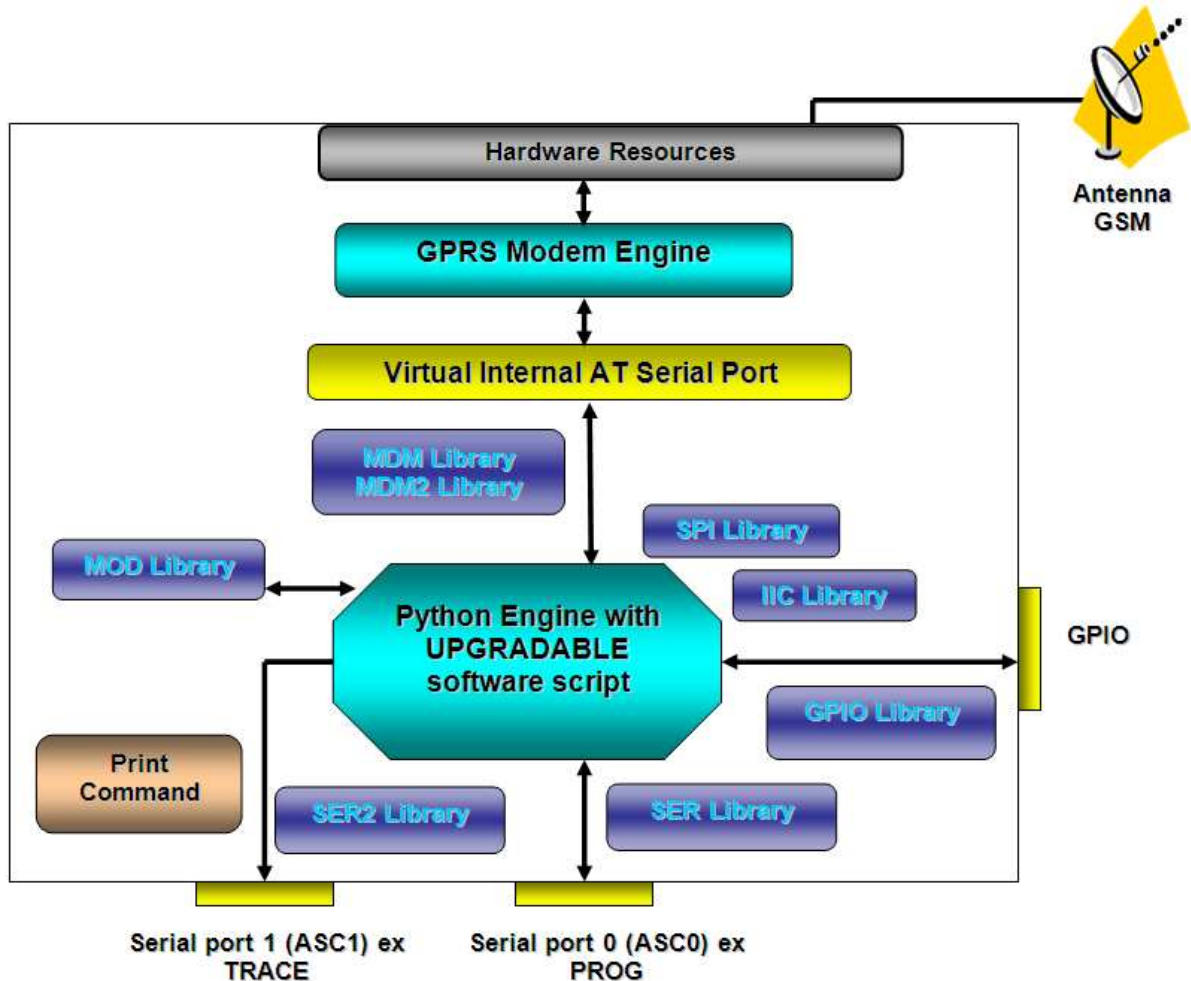 Hardware Resources
Antenna
GSM
GPRS Modem Engine
Virtual Internal AT Serial Port
MDM Library
MDM2 Library
SPI Library
MOD Library
IIC Library
Python Engine with
UPGRADABLE
software script
GPIO
GPIO Library
Print
Command
SER2 Library
SER Library
Serial port 1 (ASC1) ex
TRACE
Serial port 0 (ASC0) ex
PROG